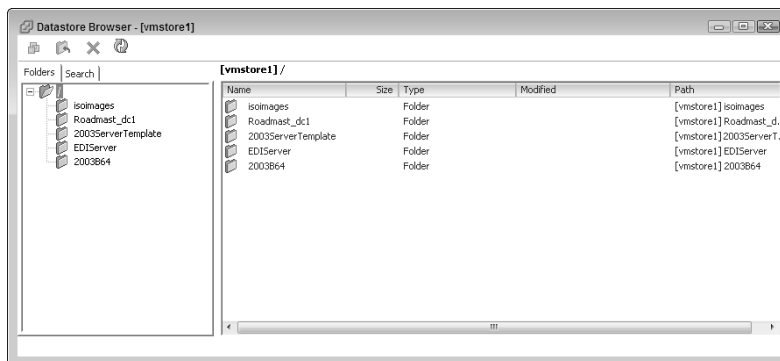 Datastore Browser - [vmstore1]
Folders Search
[vmstore1] /
/
isoimages
Roadmast_dc1
2003ServerTemplate
EDIServer
2003B64
Name Size Type Modified Path
isoimages Folder [vmstore1] isoimages
Roadmast_dc1 Folder [vmstore1] Roadmast_d...
2003ServerTemplate Folder [vmstore1] 2003ServerT...
EDIServer Folder [vmstore1] EDIServer
2003B64 Folder [vmstore1] 2003B64